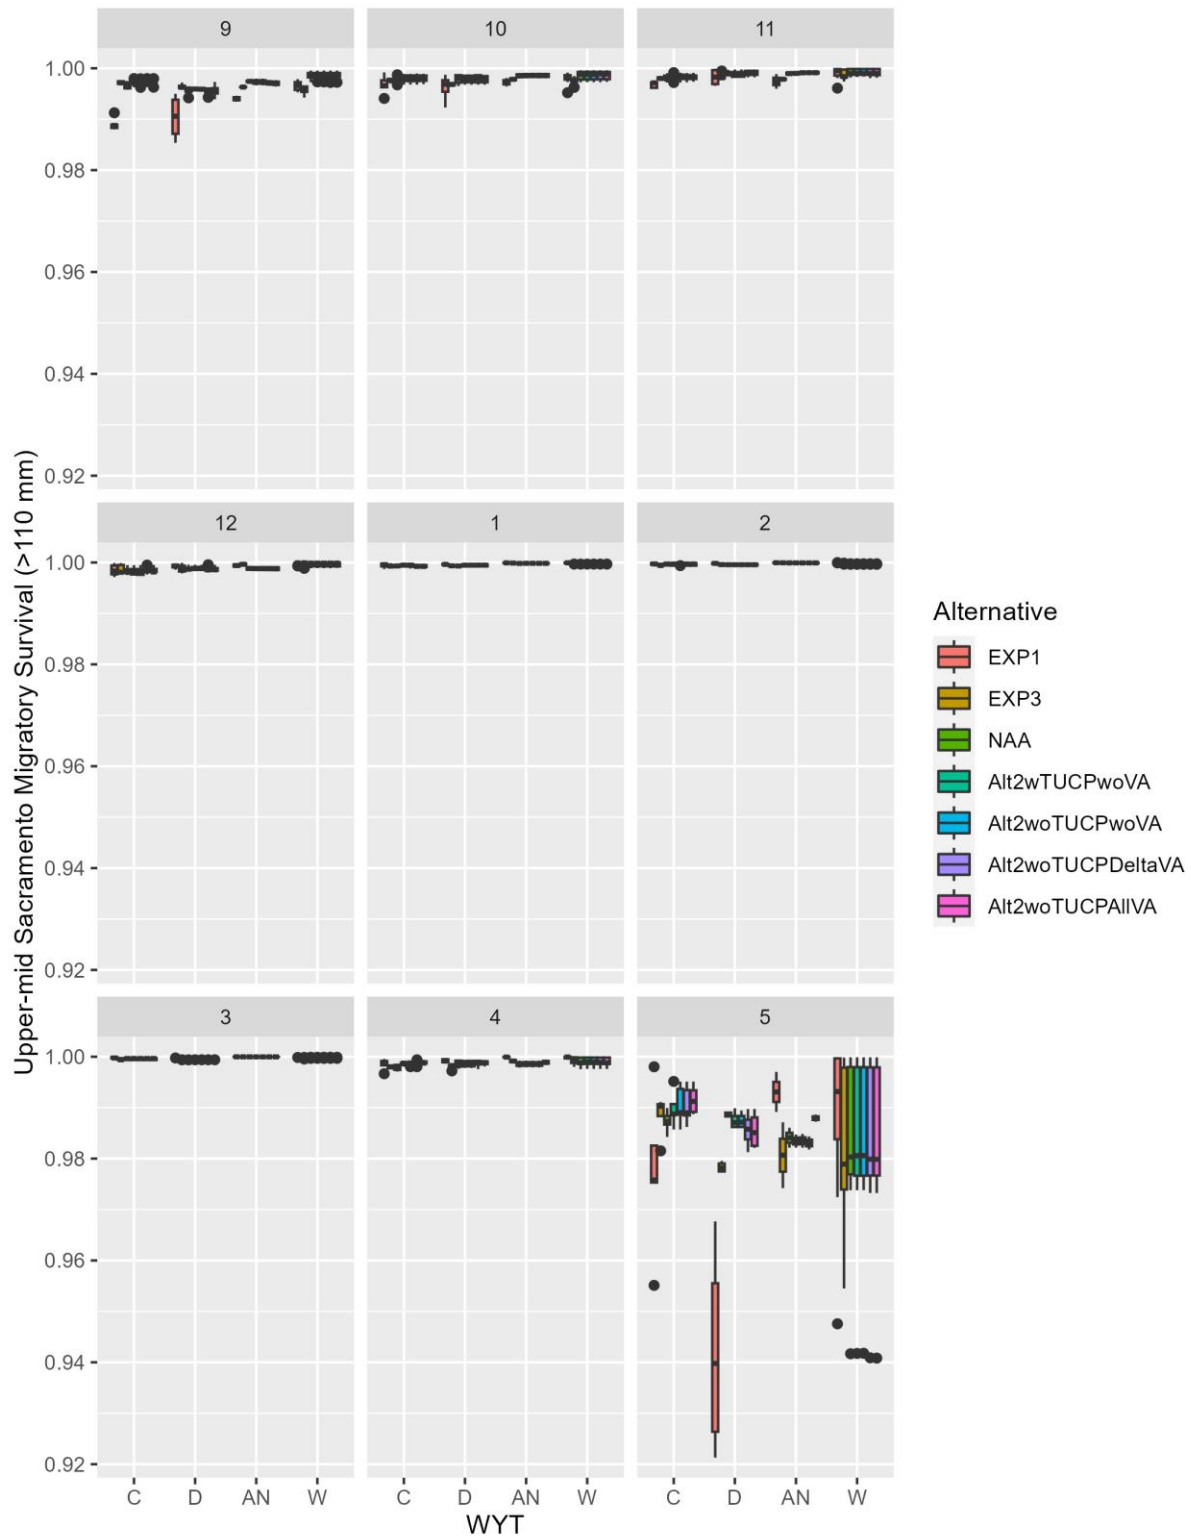 9 10 11
1.00
0.98
0.96
0.94
0.92
12 1 2
1.00
0.98
0.96
0.94
0.92
3 4 5
1.00
0.98
0.96
0.94
0.92
C D AN W C D AN W C D AN W
WYT
Upper-mid Sacramento Migratory Survival (>110 mm)
Alternative
EXP1
EXP3
NAA
Alt2wTUCPwoVA
Alt2woTUCPwoVA
Alt2woTUCPDeltaVA
Alt2woTUCPAllVA